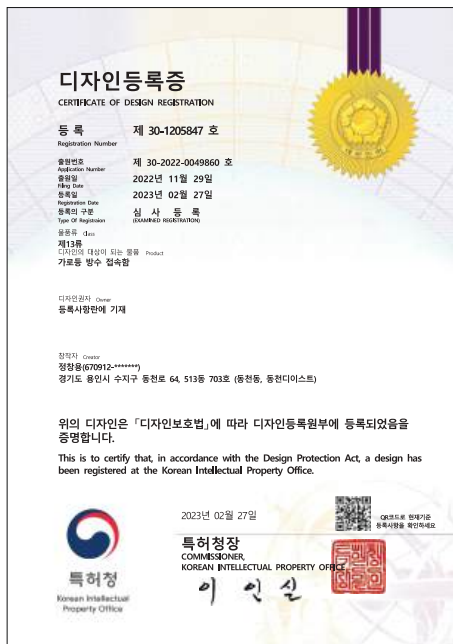 디자인등록증
CERTIFICATE OF DESIGN REGISTRATION
등 록 제 30-1205847 호
Registration Number
출원번호 제 30-2022-0049860 호
Application Number
출원일 2022년 11월 29일
Filing Date
등록일 2023년 02월 27일
Registration Date
등록의 구분 심 사 등 록
Type Of Registraion (EXAMINED REGISTRATION)
물품류 Class
제13류
디자인의 대상이 되는 물품 Product
가로등 방수 접속함
디자인권자 Owner
등록사항란에 기재
창작자 Creator
정창용(670912-*******)
경기도 용인시 수지구 동천로 64, 513동 703호 (동천동, 동천디이스트)
위의 디자인은 「디자인보호법」에 따라 디자인등록원부에 등록되었음을
증명합니다.
This is to certify that, in accordance with the Design Protection Act, a design has
been registered at the Korean Intellectual Property Office.
2023년 02월 27일
QR코드로 현재기준
등록사항을 확인하세요
특허청장
COMMISSIONER,
KOREAN INTELLECTUAL PROPERTY OFFICE
이 인 실
특허청
Korean Intellectual
Property Office